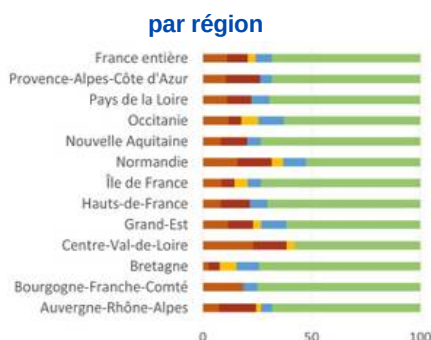 par région
France entière
Provence-Alpes-Côte d'Azur
Pays de la Loire
Occitanie
Nouvelle Aquitaine
Normandie
Île de France
Hauts-de-France
Grand-Est
Centre-Val-de-Loire
Bretagne
Bourgogne-Franche-Comté
Auvergne-Rhône-Alpes
0 50 100